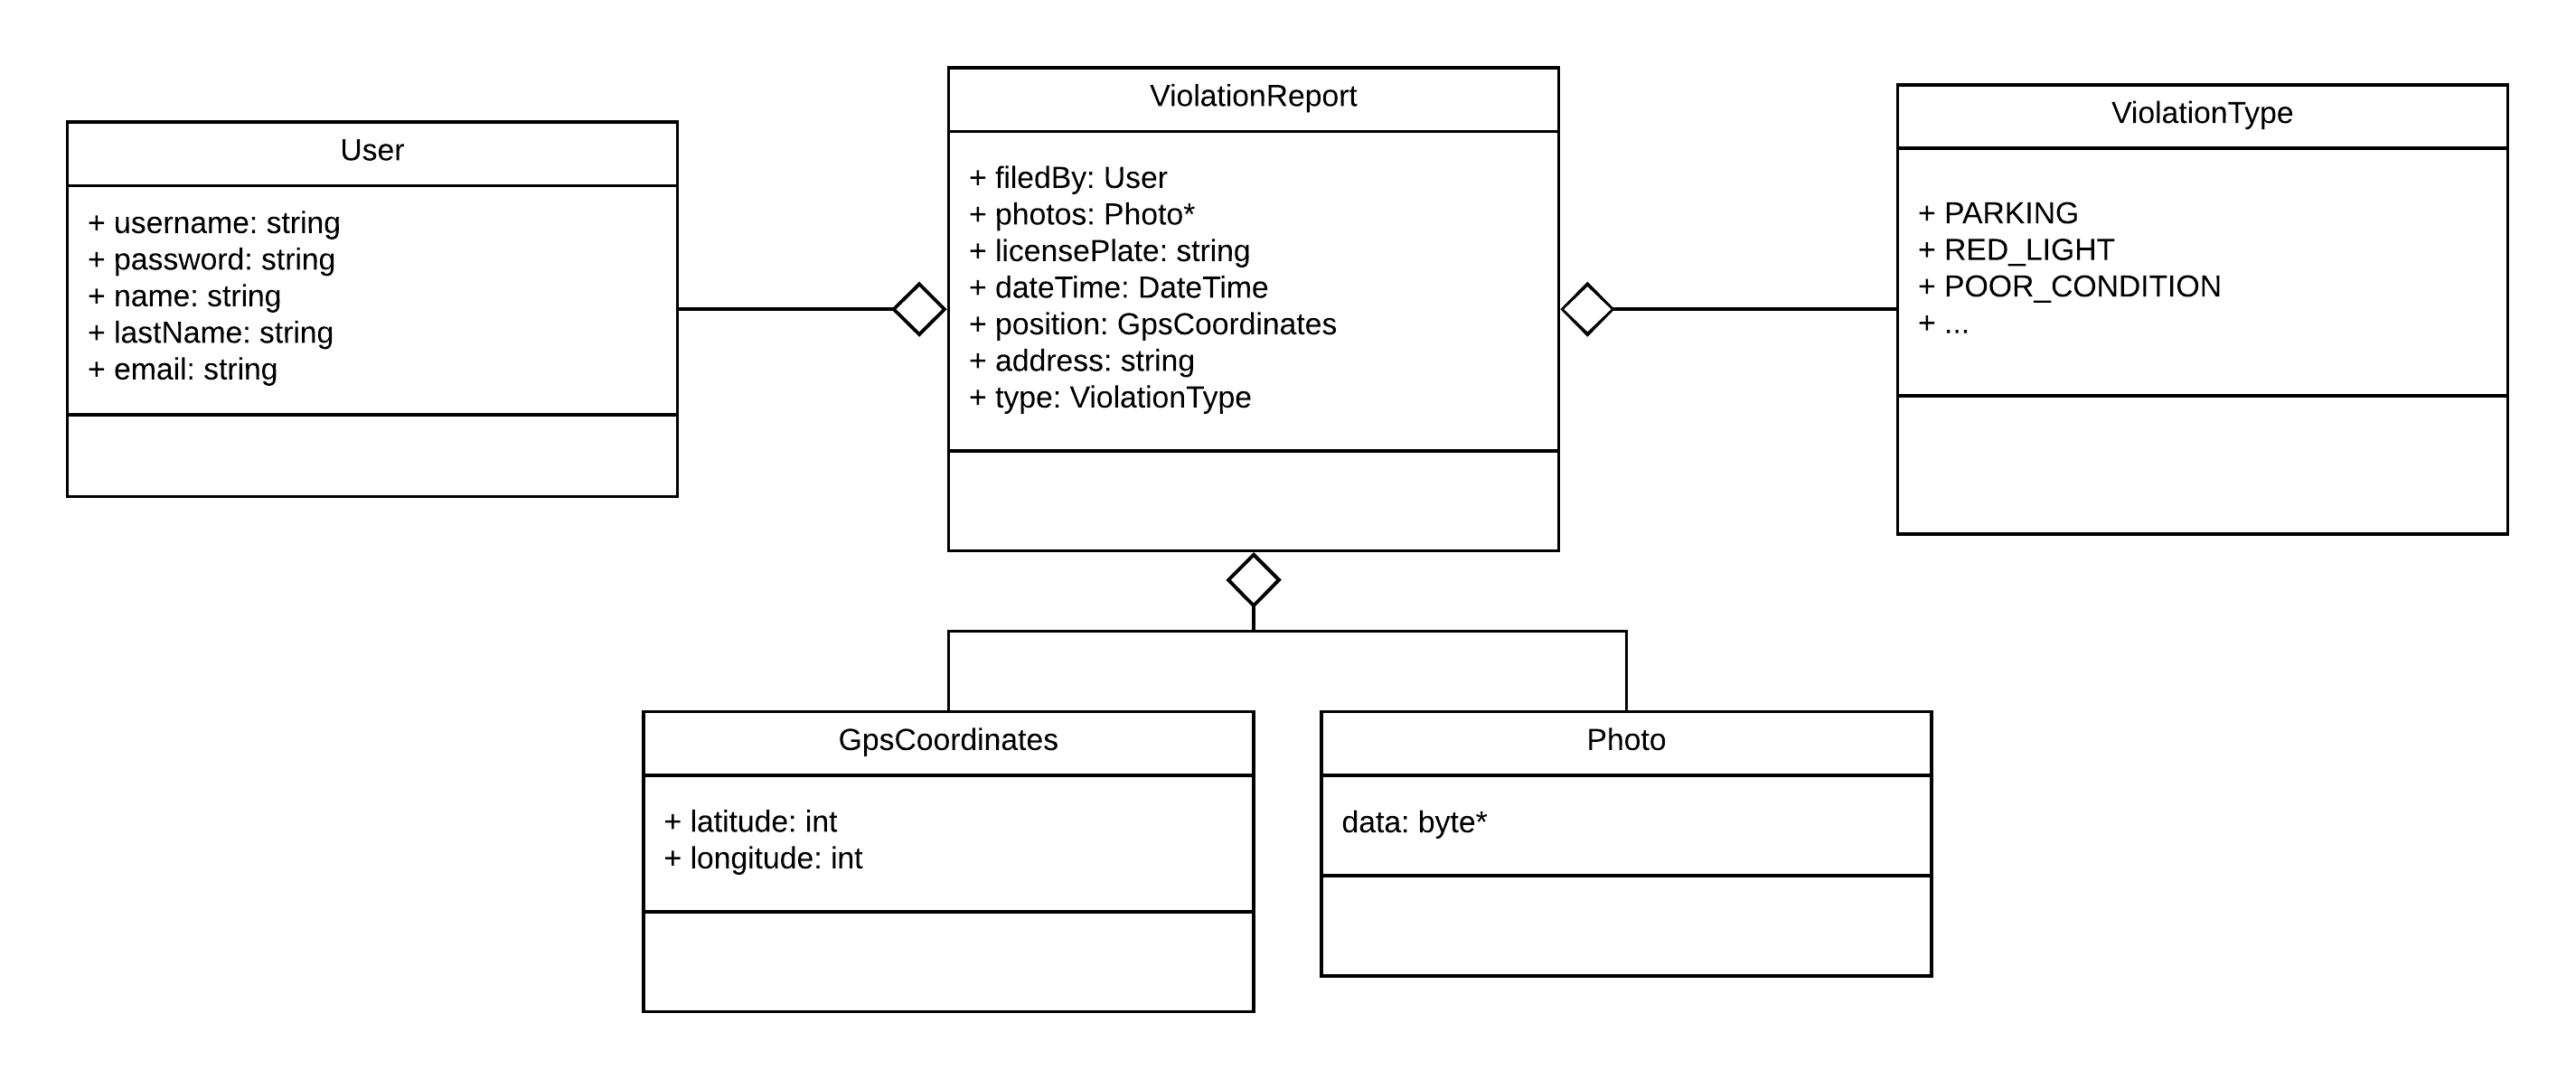 User
+ username: string
+ password: string
+ name: string
+ lastName: string
+ email: string
ViolationReport
+ filedBy: User
+ photos: Photo*
+ licensePlate: string
+ dateTime: DateTime
+ position: GpsCoordinates
+ address: string
+ type: ViolationType
ViolationType
+ PARKING
+ RED_LIGHT
+ POOR_CONDITION
+ ...
GpsCoordinates
+ latitude: int
+ longitude: int
Photo
data: byte*